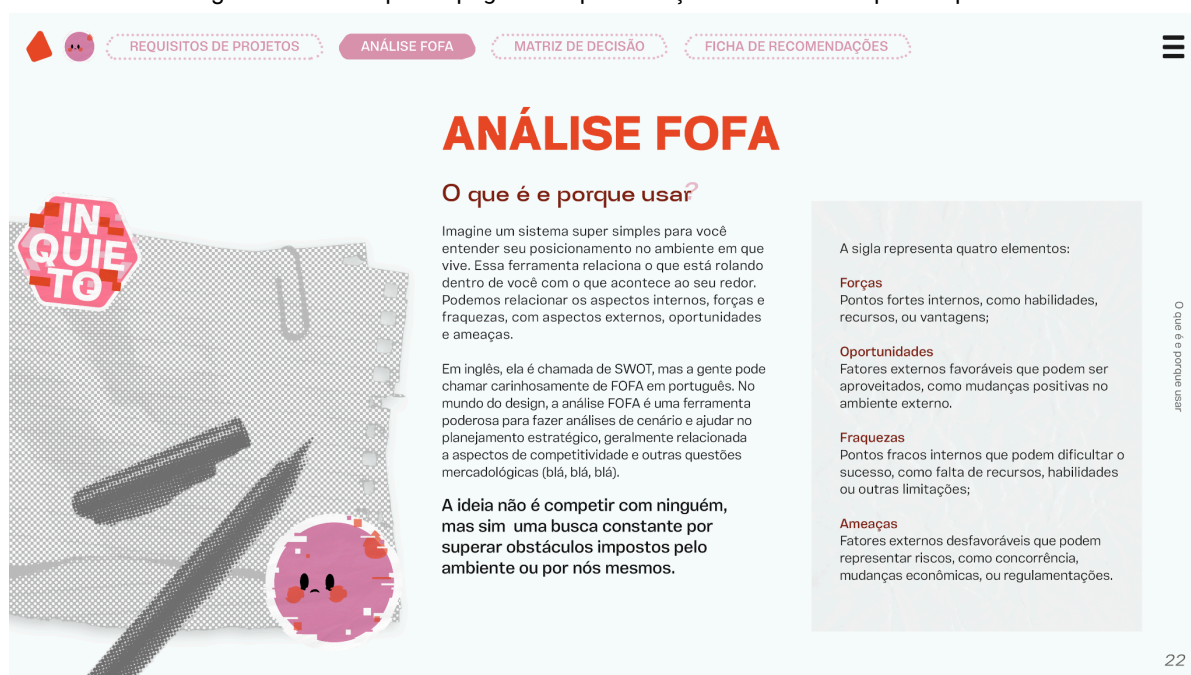 REQUISITOS DE PROJETOS
ANÁLISE FOFA
MATRIZ DE DECISÃO
FICHA DE RECOMENDAÇÕES
ANÁLISE FOFA
O que é e porque usar?
IN
QUIE
TO
Imagine um sistema super simples para você
entender seu posicionamento no ambiente em que
vive. Essa ferramenta relaciona o que está rolando
dentro de você com o que acontece ao seu redor.
Podemos relacionar os aspectos internos, forças e
fraquezas, com aspectos externos, oportunidades
e ameaças.
Em inglês, ela é chamada de SWOT, mas a gente pode
chamar carinhosamente de FOFA em português. No
mundo do design, a análise FOFA é uma ferramenta
poderosa para fazer análises de cenário e ajudar no
planejamento estratégico, geralmente relacionada
a aspectos de competitividade e outras questões
mercadológicas (blá, blá, blá).
A ideia não é competir com ninguém,
mas sim uma busca constante por
superar obstáculos impostos pelo
ambiente ou por nós mesmos.
A sigla representa quatro elementos:
Forças
Pontos fortes internos, como habilidades,
recursos, ou vantagens;
Oportunidades
Fatores externos favoráveis que podem ser
aproveitados, como mudanças positivas no
ambiente externo.
Fraquezas
Pontos fracos internos que podem dificultar o
sucesso, como falta de recursos, habilidades
ou outras limitações;
Ameaças
Fatores externos desfavoráveis que podem
representar riscos, como concorrência,
mudanças econômicas, ou regulamentações.
O que é e porque usar
22